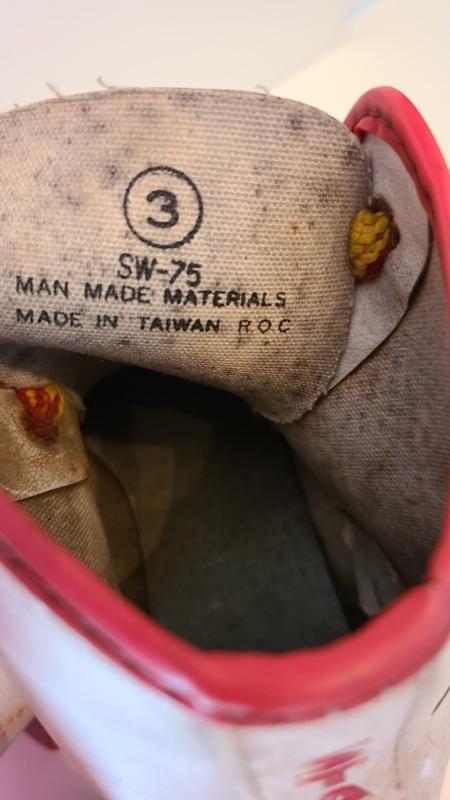 3
SW-75
MAN MADE MATERIALS
MADE IN TAIWAN R.O.C